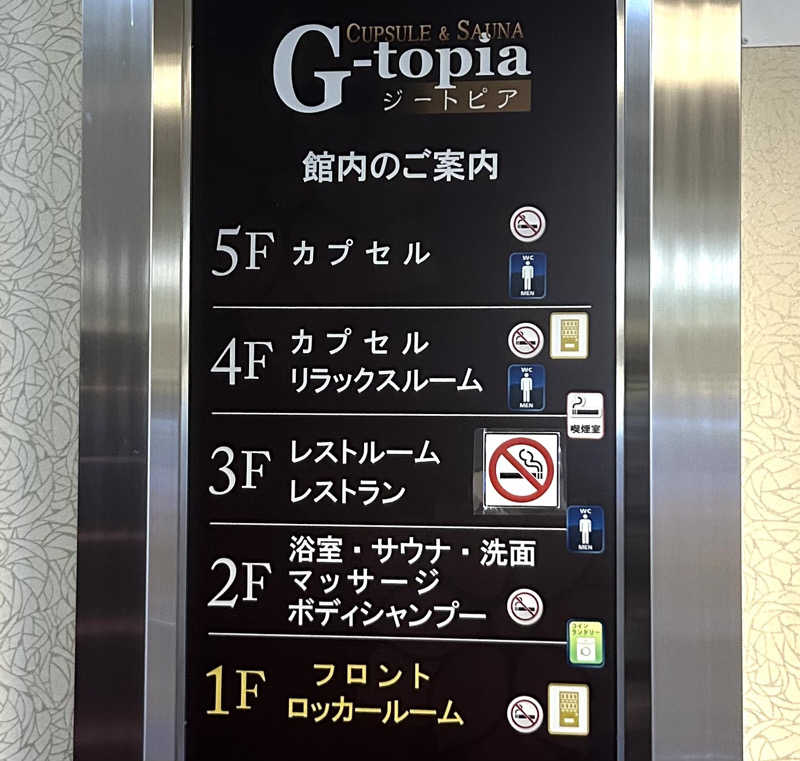 CUPSULE & SAUNA
G-topia
ジートピア
館内のご案内
5F カプセル
WC
MEN
4F カプセル
リラックスルーム
WC
MEN
喫煙室
3F レストルーム
レストラン
WC
MEN
2F 浴室・サウナ・洗面
マッサージ
ボディシャンプー
コイン
ランドリー
1F フロント
ロッカールーム